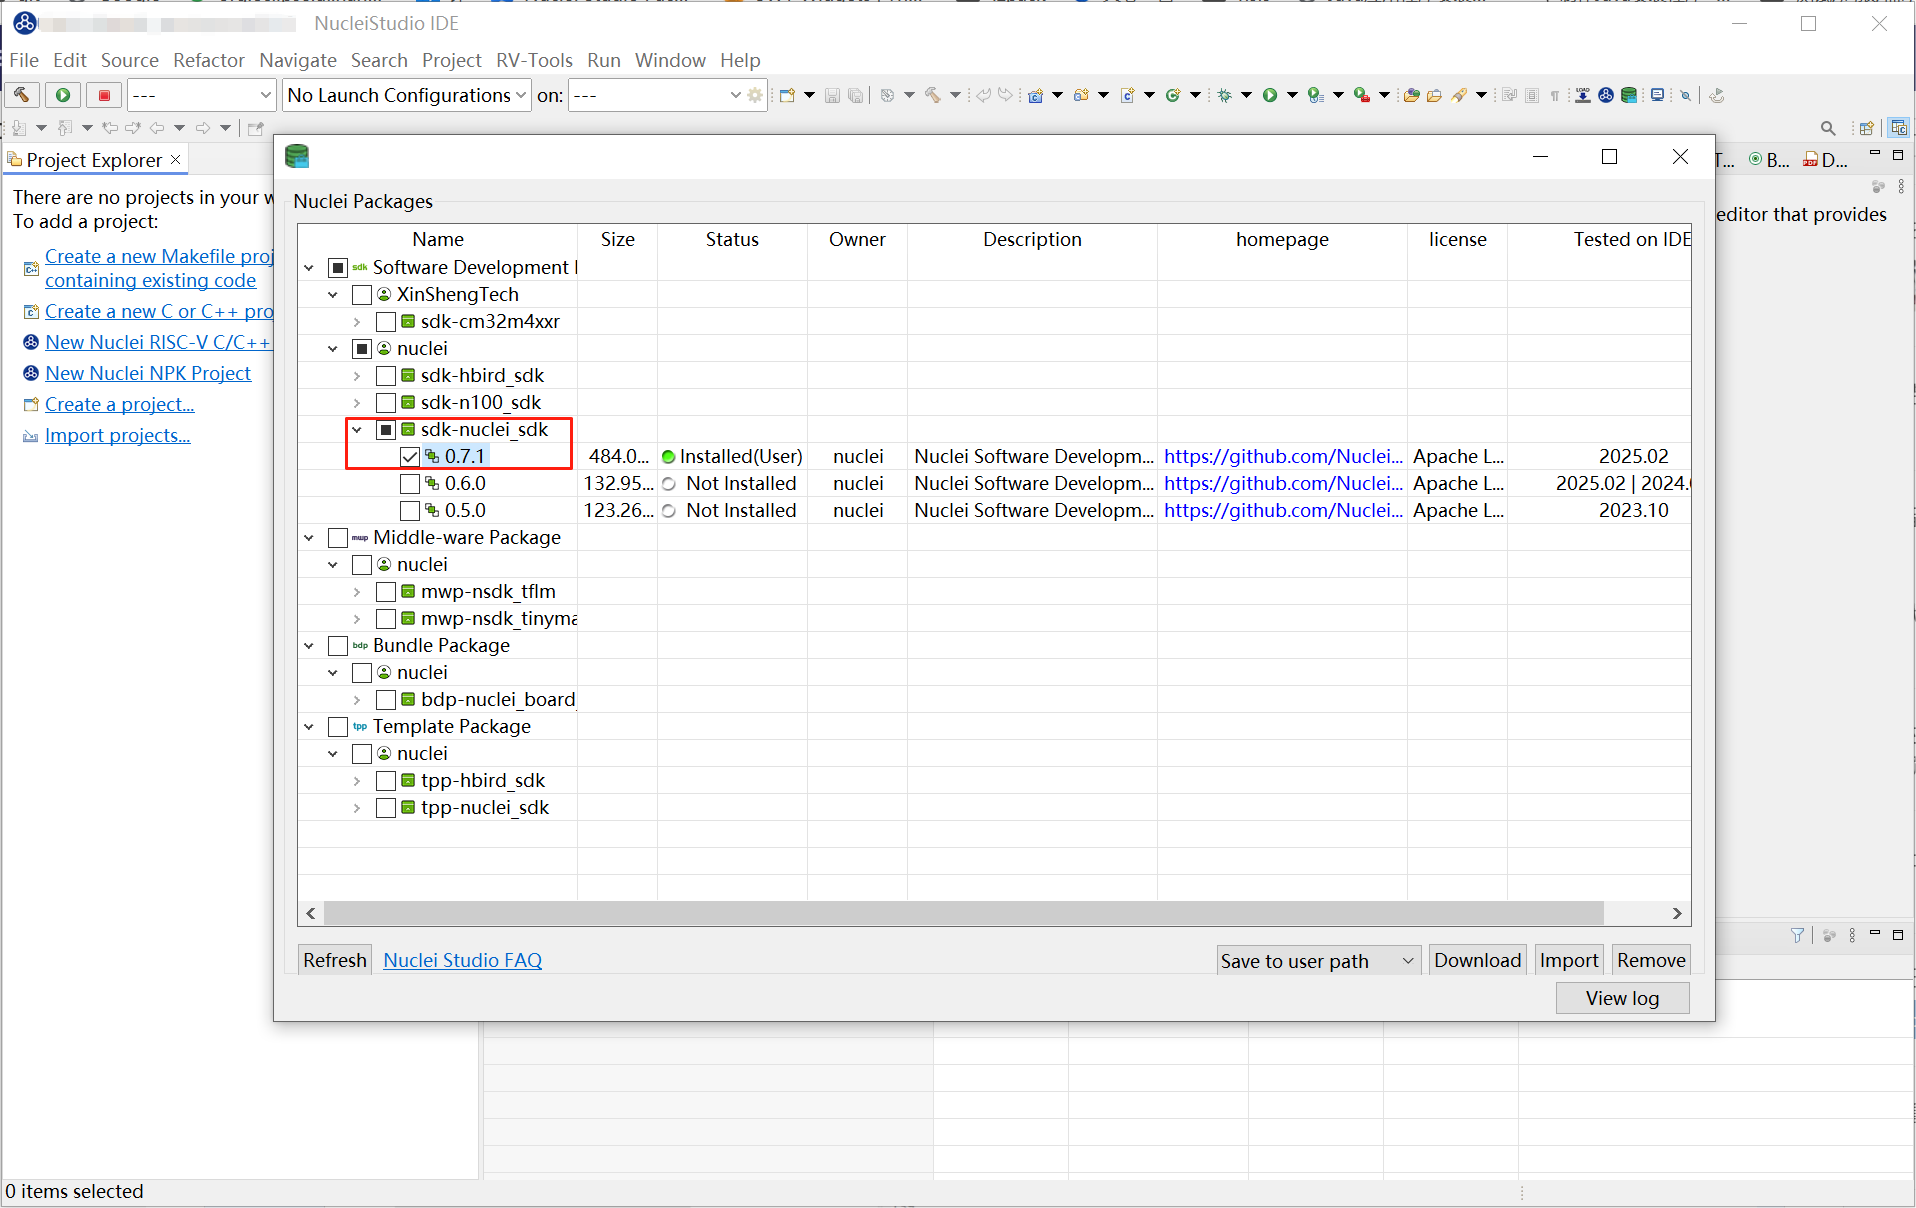 NucleiStudio IDE
File Edit Source Refactor Navigate Search Project RV-Tools Run Window Help
--- No Launch Configurations on: ---
Project Explorer
T... B... D...
There are no projects in your w
To add a project:
editor that provides
Create a new Makefile proj
containing existing code
Create a new C or C++ pro
New Nuclei RISC-V C/C++
New Nuclei NPK Project
Create a project...
Import projects...
Nuclei Packages
Name Size Status Owner Description homepage license Tested on IDE
sdk Software Development
XinShengTech
sdk-cm32m4xxr
nuclei
sdk-hbird_sdk
sdk-n100_sdk
sdk-nuclei_sdk
0.7.1 484.0... Installed(User) nuclei Nuclei Software Developm... https://github.com/Nuclei... Apache L... 2025.02
0.6.0 132.95... Not Installed nuclei Nuclei Software Developm... https://github.com/Nuclei... Apache L... 2025.02 | 2024.
0.5.0 123.26... Not Installed nuclei Nuclei Software Developm... https://github.com/Nuclei... Apache L... 2023.10
mwp Middle-ware Package
nuclei
mwp-nsdk_tflm
mwp-nsdk_tinyma
bdp Bundle Package
nuclei
bdp-nuclei_board_
tpp Template Package
nuclei
tpp-hbird_sdk
tpp-nuclei_sdk
Refresh Nuclei Studio FAQ Save to user path Download Import Remove
View log
0 items selected